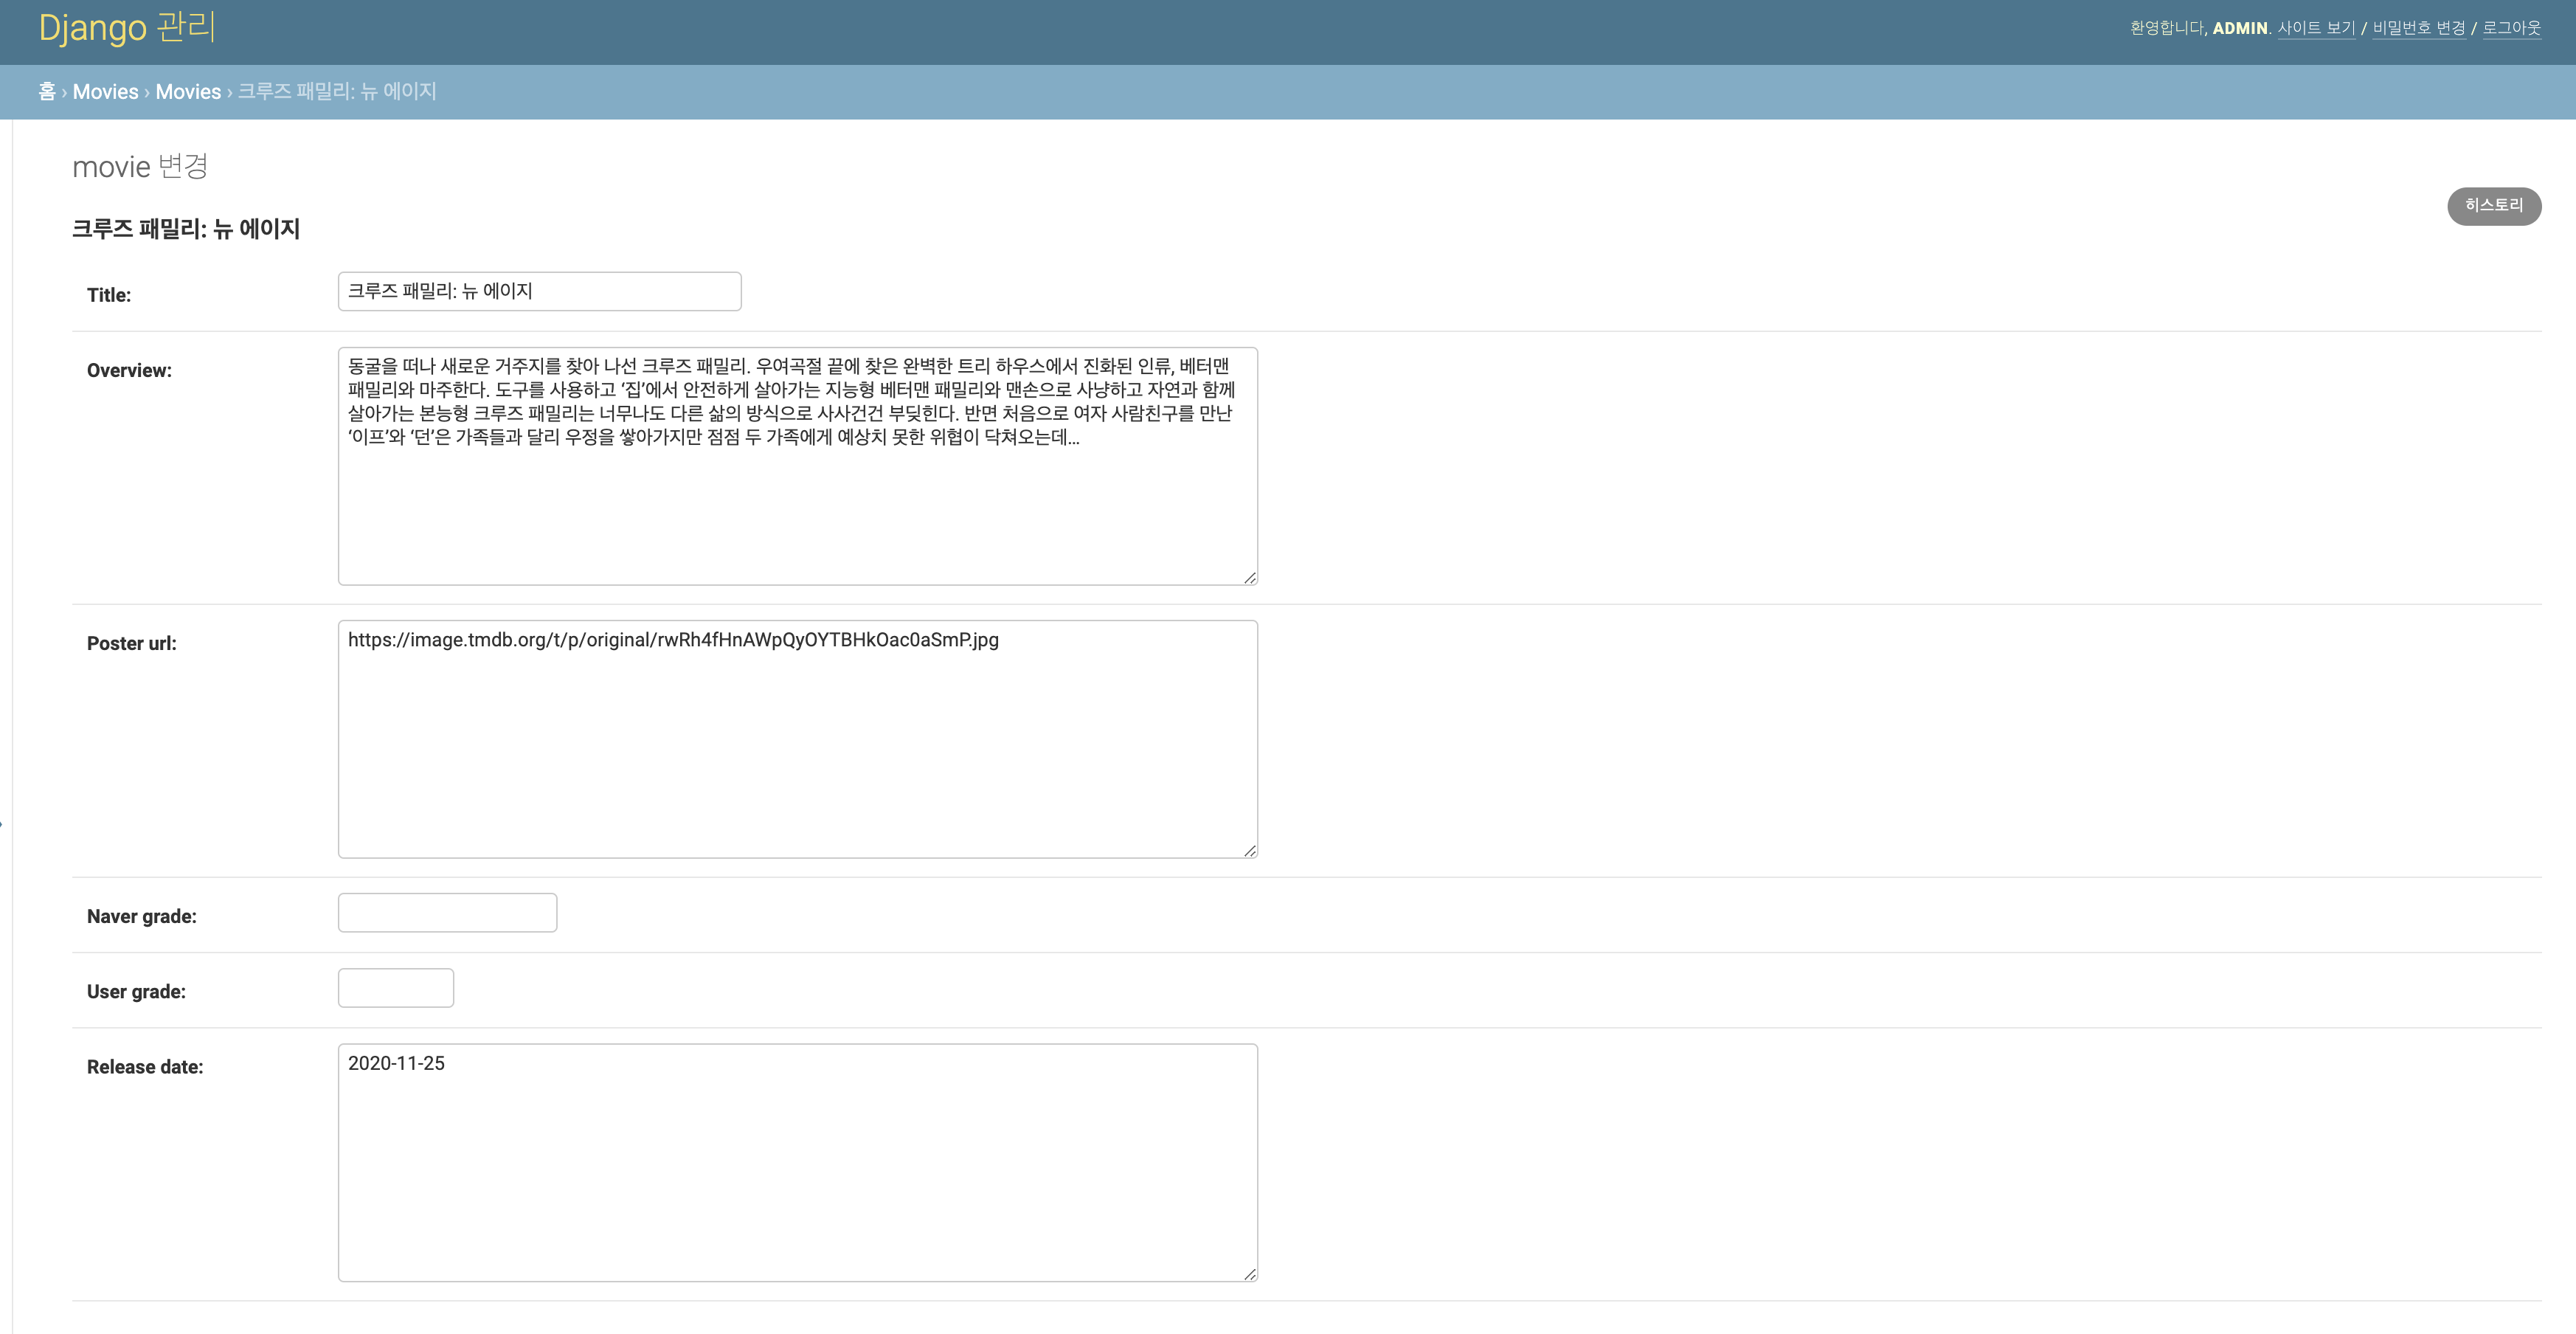 Django 관리
환영합니다, ADMIN. 사이트 보기 / 비밀번호 변경 / 로그아웃
홈 › Movies › Movies › 크루즈 패밀리: 뉴 에이지
movie 변경
히스토리
크루즈 패밀리: 뉴 에이지
Title:
크루즈 패밀리: 뉴 에이지
Overview:
동굴을 떠나 새로운 거주지를 찾아 나선 크루즈 패밀리. 우여곡절 끝에 찾은 완벽한 트리 하우스에서 진화된 인류, 베터맨
패밀리와 마주한다. 도구를 사용하고 ‘집’에서 안전하게 살아가는 지능형 베터맨 패밀리와 맨손으로 사냥하고 자연과 함께
살아가는 본능형 크루즈 패밀리는 너무나도 다른 삶의 방식으로 사사건건 부딪힌다. 반면 처음으로 여자 사람친구를 만난
‘이프’와 ‘던’은 가족들과 달리 우정을 쌓아가지만 점점 두 가족에게 예상치 못한 위협이 닥쳐오는데...
Poster url:
https://image.tmdb.org/t/p/original/rwRh4fHnAWpQyOYTBHkOac0aSmP.jpg
Naver grade:
User grade:
Release date:
2020-11-25